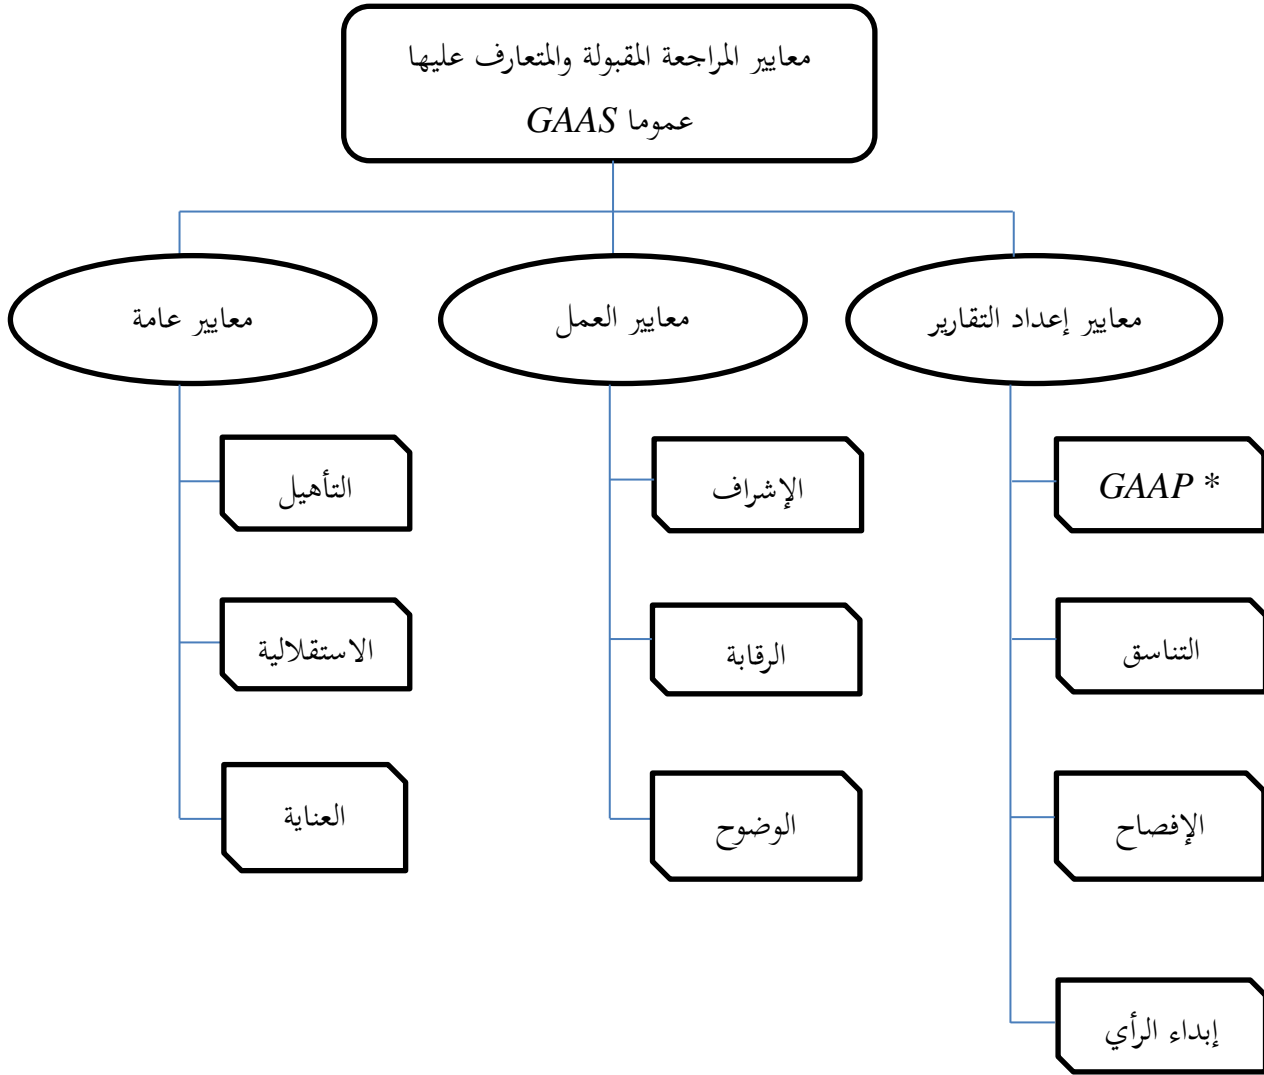 معايير المراجعة المقبولة والمتعارف عليها
عموما GAAS
معايير إعداد التقارير
معايير العمل
معايير عامة
* GAAP
التناسق
الإفصاح
إبداء الرأي
الإشراف
الرقابة
الوضوح
التأهيل
الاستقلالية
العناية